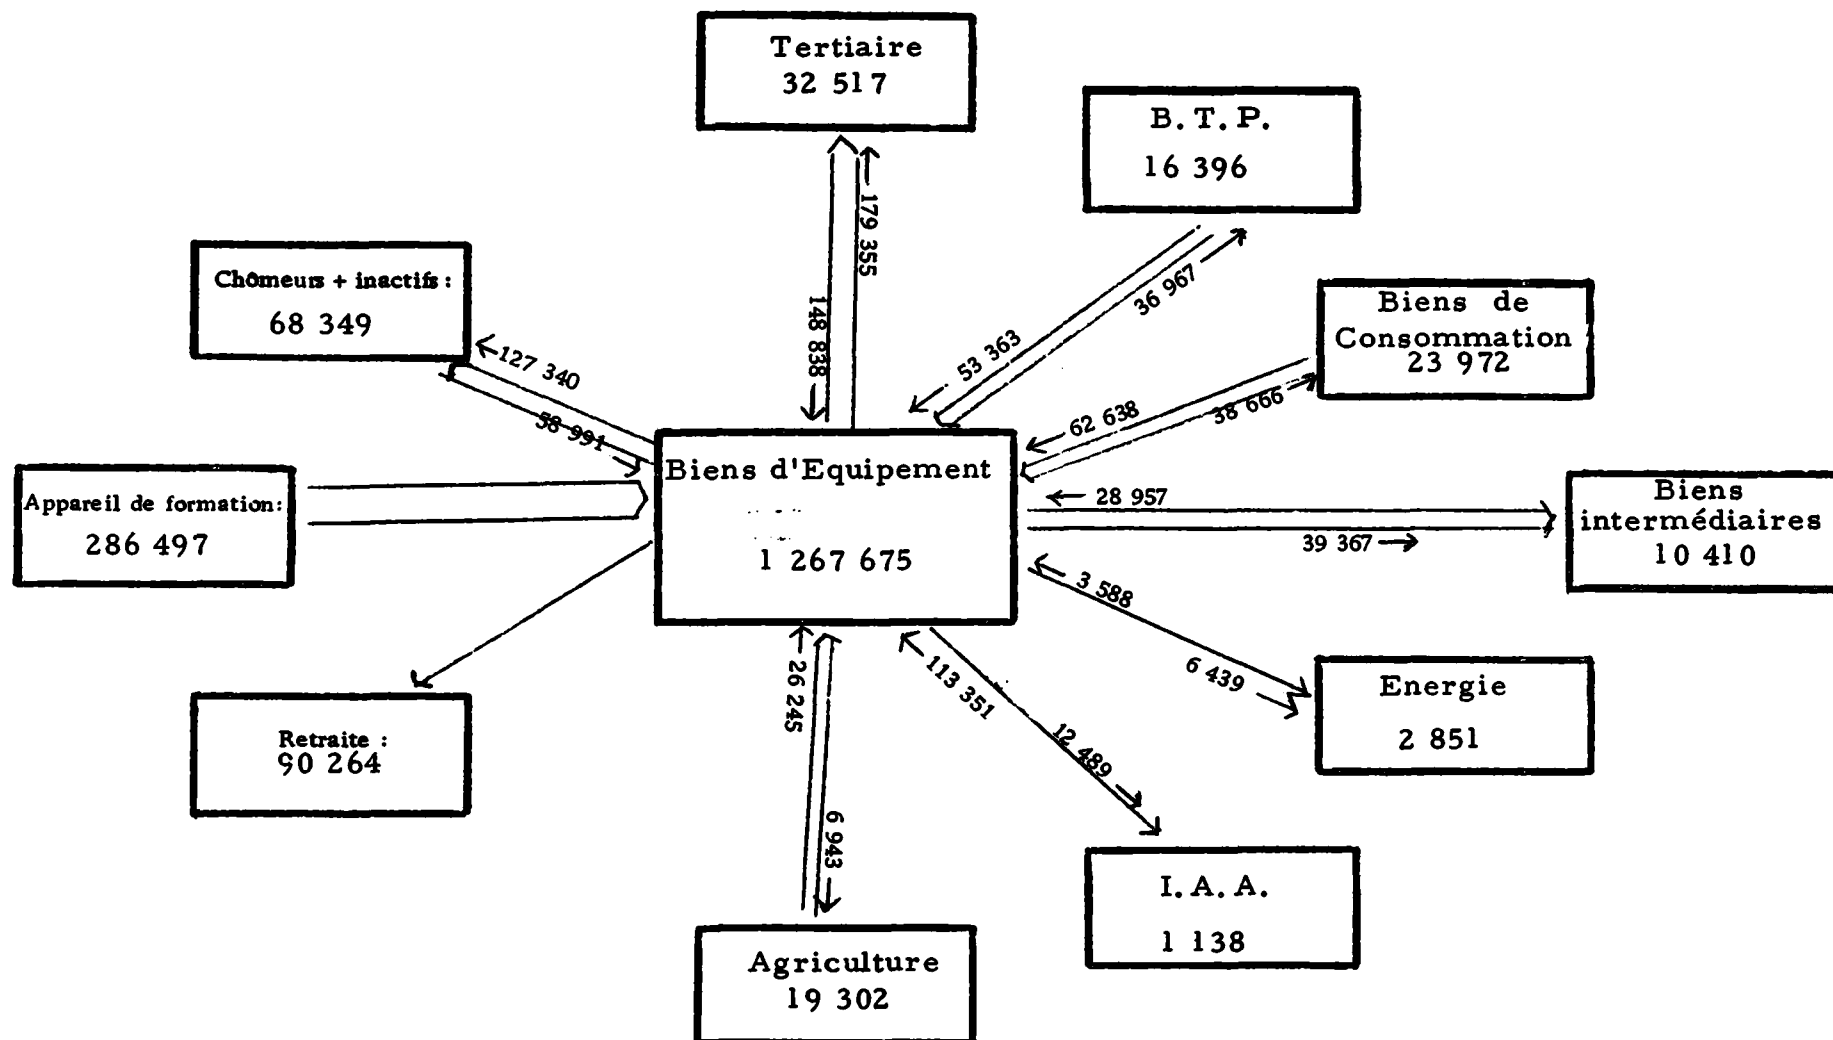 Tertiaire
32 517
B. T. P.
16 396
179 355
148 838
36 967
53 363
Chômeurs + inactifs :
68 349
127 340
58 991
Biens de
Consommation
23 972
62 638
38 666
Biens d'Equipement
1 267 675
Appareil de formation:
286 497
28 957
39 367
Biens
intermédiaires
10 410
3 588
6 439
Energie
2 851
Retraite :
90 264
26 245
6 943
113 351
12 489
I. A. A.
1 138
Agriculture
19 302